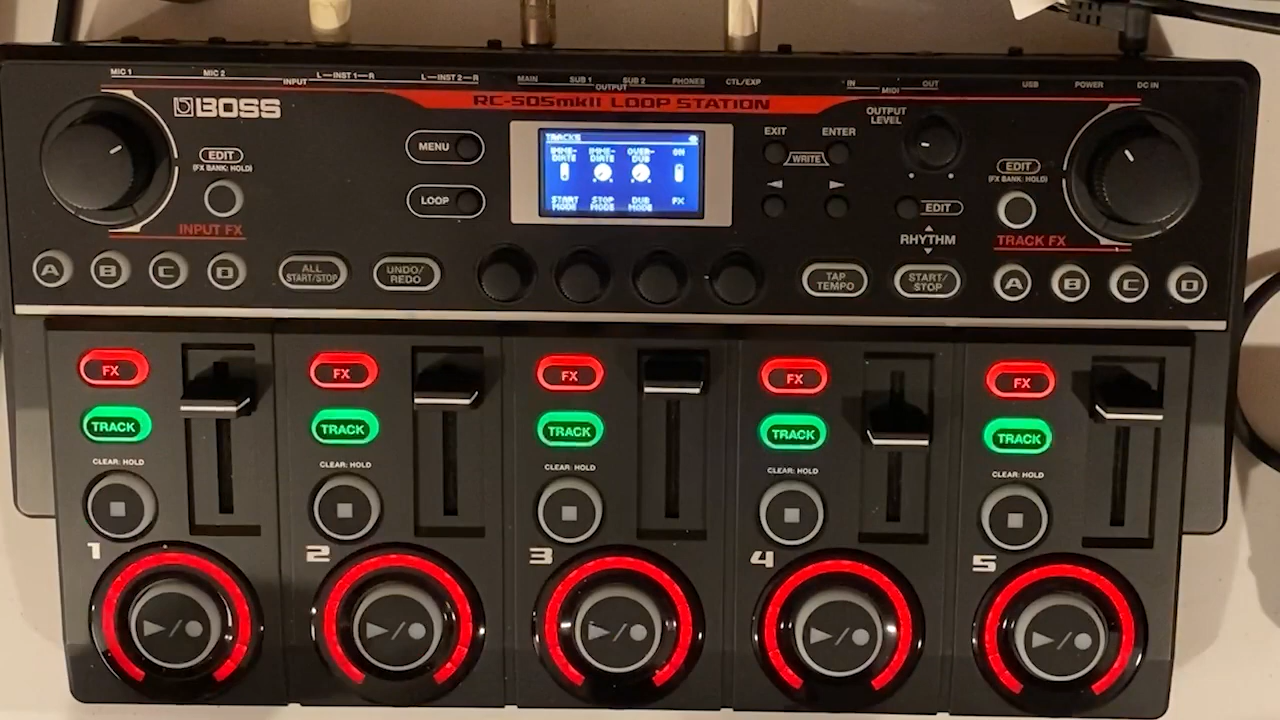 MIC 1 MIC 2 INPUT L—INST 1—R L—INST 2—R MAIN SUB 1 OUTPUT SUB 2 PHONES CTL/EXP IN MIDI OUT USB POWER DC IN
BOSS
RC-505mkII LOOP STATION
OUTPUT
LEVEL
EDIT
(FX BANK: HOLD)
INPUT FX
MENU
LOOP
TRACKS
IMME-
DIATE
IMME-
DIATE
OVER-
DUB
ON
START
MODE
STOP
MODE
DUB
MODE
FX
EXIT
ENTER
WRITE
EDIT
RHYTHM
EDIT
(FX BANK: HOLD)
TRACK FX
A B C D
ALL
START/STOP
UNDO/
REDO
TAP
TEMPO
START/
STOP
A B C D
FX FX FX FX FX
TRACK TRACK TRACK TRACK TRACK
CLEAR: HOLD CLEAR: HOLD CLEAR: HOLD CLEAR: HOLD CLEAR: HOLD
1 2 3 4 5